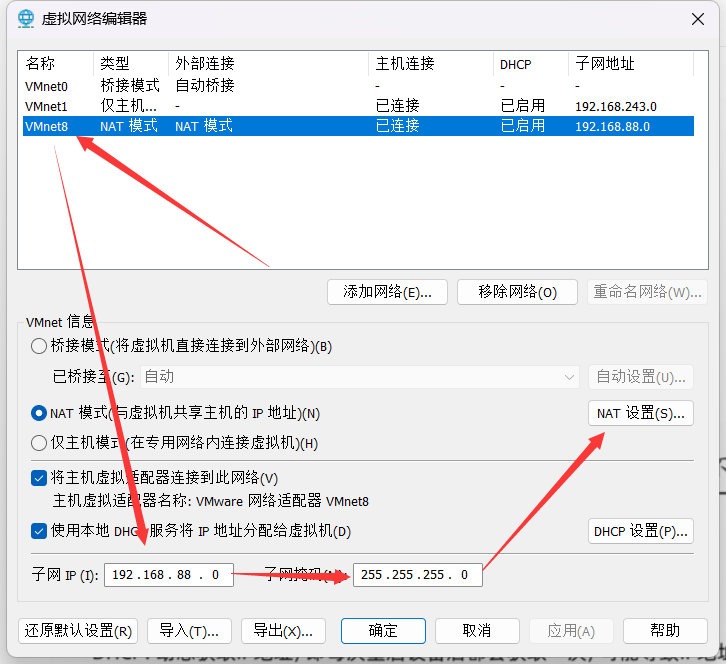 虚拟网络编辑器
名称 类型 外部连接 主机连接 DHCP 子网地址
VMnet0 桥接模式 自动桥接 - - -
VMnet1 仅主机... - 已连接 已启用 192.168.243.0
VMnet8 NAT 模式 NAT 模式 已连接 已启用 192.168.88.0
添加网络(E)... 移除网络(O) 重命名网络(W)...
VMnet 信息
桥接模式(将虚拟机直接连接到外部网络)(B)
已桥接至(G): 自动 自动设置(U)...
NAT 模式(与虚拟机共享主机的 IP 地址)(N) NAT 设置(S)...
仅主机模式(在专用网络内连接虚拟机)(H)
将主机虚拟适配器连接到此网络(V)
主机虚拟适配器名称: VMware 网络适配器 VMnet8
使用本地 DHCP 服务将 IP 地址分配给虚拟机(D) DHCP 设置(P)...
子网 IP (I): 192.168.88.0 子网掩码(M): 255.255.255.0
还原默认设置(R) 导入(T)... 导出(X)... 确定 取消 应用(A) 帮助